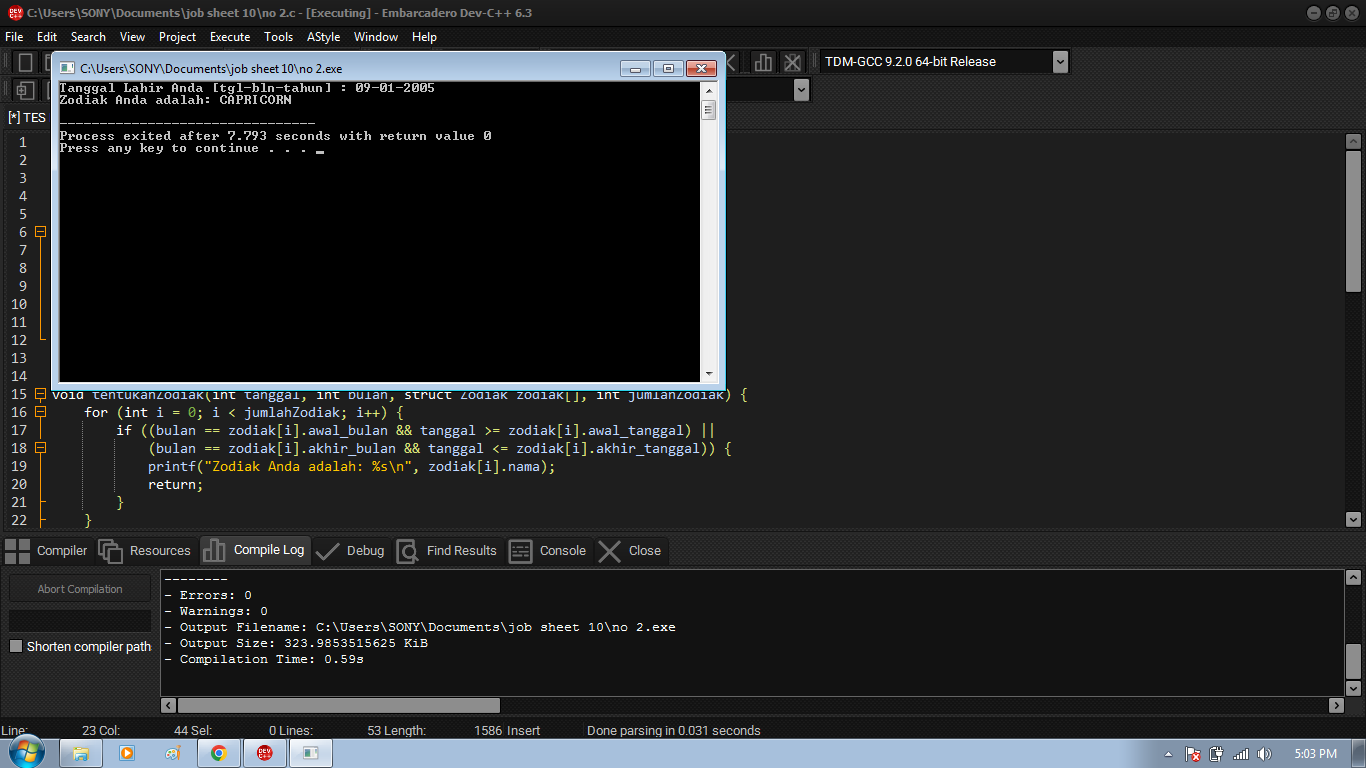 C:\Users\SONY\Documents\job sheet 10\no 2.c - [Executing] - Embarcadero Dev-C++ 6.3
File Edit Search View Project Execute Tools AStyle Window Help
TDM-GCC 9.2.0 64-bit Release
C:\Users\SONY\Documents\job sheet 10\no 2.exe
Tanggal Lahir Anda [tgl-bln-tahun] : 09-01-2005
Zodiak Anda adalah: CAPRICORN
--------------------------------
Process exited after 7.793 seconds with return value 0
Press any key to continue . . . _
[*] TES
1
2
3
4
5
6
7
8
9
10
11
12
13
14
15 void tentukanZodiak(int tanggal, int bulan, struct Zodiak zodiak[], int jumlahZodiak) {
16 for (int i = 0; i < jumlahZodiak; i++) {
17 if ((bulan == zodiak[i].awal_bulan && tanggal >= zodiak[i].awal_tanggal) ||
18 (bulan == zodiak[i].akhir_bulan && tanggal <= zodiak[i].akhir_tanggal)) {
19 printf("Zodiak Anda adalah: %s\n", zodiak[i].nama);
20 return;
21 }
22 }
Compiler Resources Compile Log Debug Find Results Console Close
Abort Compilation
Shorten compiler path
--------
- Errors: 0
- Warnings: 0
- Output Filename: C:\Users\SONY\Documents\job sheet 10\no 2.exe
- Output Size: 323.9853515625 KiB
- Compilation Time: 0.59s
Line: 23 Col: 44 Sel: 0 Lines: 53 Length: 1586 Insert Done parsing in 0.031 seconds
5:03 PM